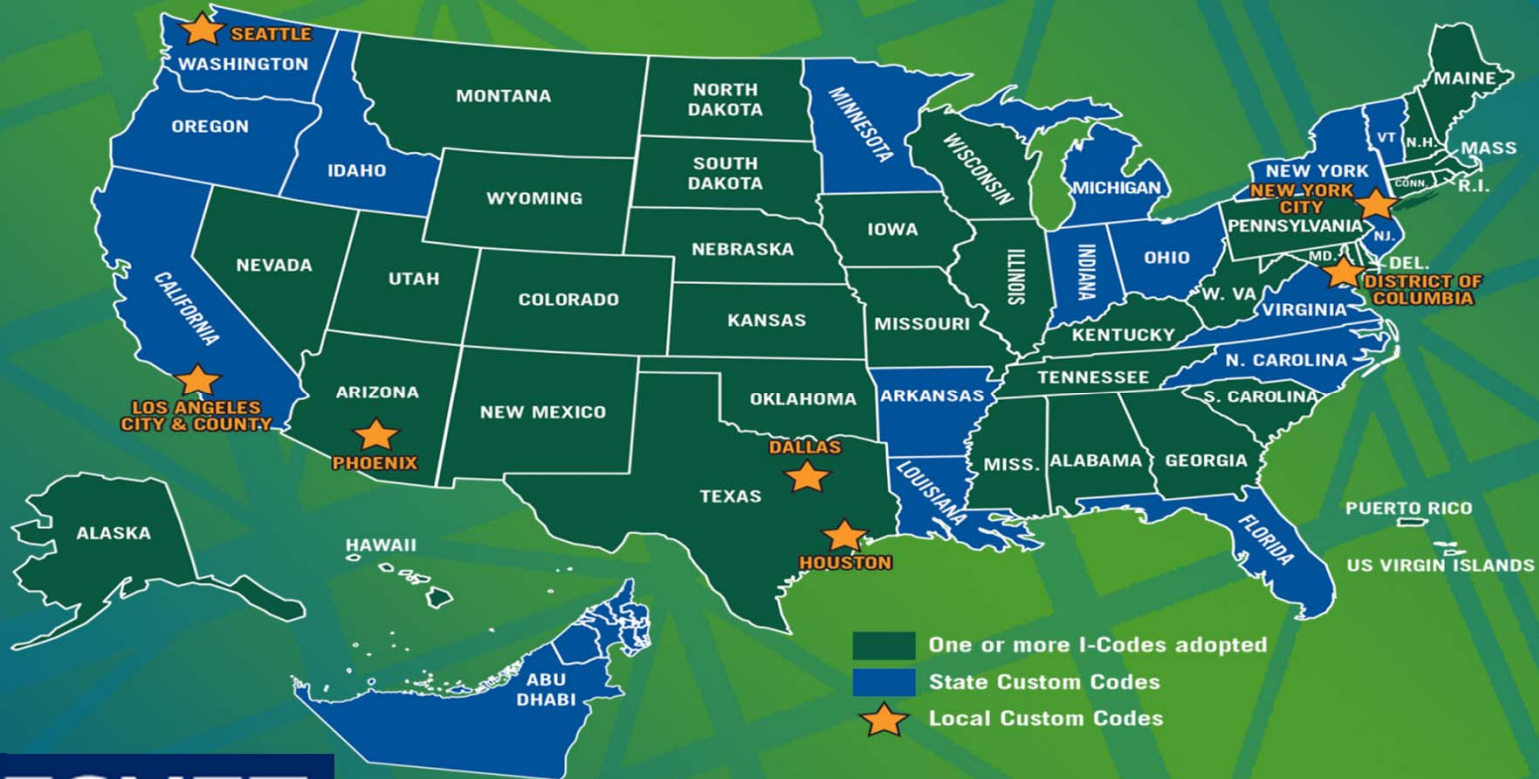 SEATTLE
WASHINGTON
OREGON
IDAHO
MONTANA
NORTH
DAKOTA
SOUTH
DAKOTA
WYOMING
MINNESOTA
WISCONSIN
MICHIGAN
MAINE
VT
N.H.
MASS
NEW YORK
CONN.
R.I.
NEW YORK
CITY
PENNSYLVANIA
NJ.
IOWA
NEBRASKA
NEVADA
UTAH
COLORADO
CALIFORNIA
KANSAS
MISSOURI
ILLINOIS
INDIANA
OHIO
MD.
DEL.
DISTRICT OF
COLUMBIA
W. VA
VIRGINIA
KENTUCKY
N. CAROLINA
TENNESSEE
S. CAROLINA
LOS ANGELES
CITY & COUNTY
ARIZONA
PHOENIX
NEW MEXICO
OKLAHOMA
ARKANSAS
DALLAS
TEXAS
HOUSTON
LOUISIANA
MISS.
ALABAMA
GEORGIA
FLORIDA
ALASKA
HAWAII
PUERTO RICO
US VIRGIN ISLANDS
ABU
DHABI
One or more I-Codes adopted
State Custom Codes
Local Custom Codes